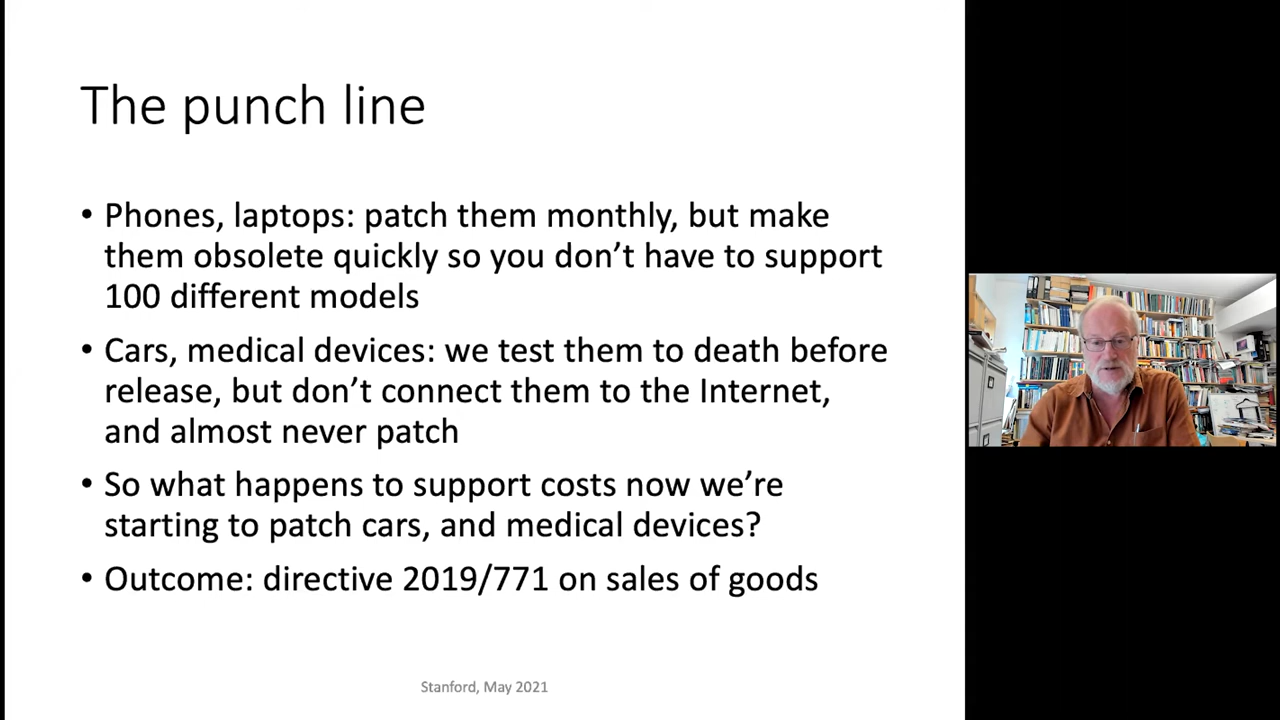 The punch line
• Phones, laptops: patch them monthly, but make
them obsolete quickly so you don’t have to support
100 different models
• Cars, medical devices: we test them to death before
release, but don’t connect them to the Internet,
and almost never patch
• So what happens to support costs now we’re
starting to patch cars, and medical devices?
• Outcome: directive 2019/771 on sales of goods
Stanford, May 2021